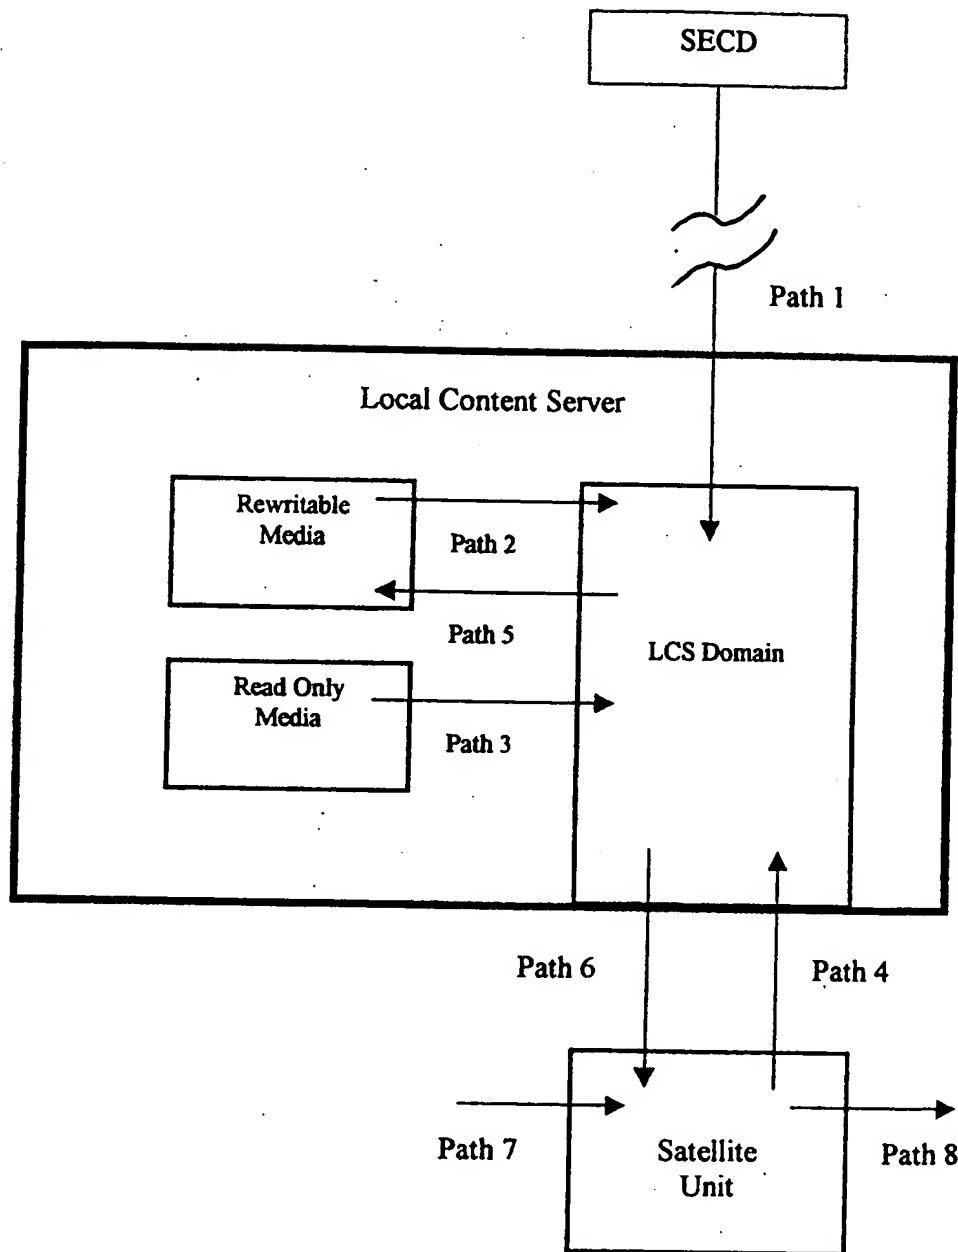 SECD
Path 1
Local Content Server
Rewritable
Media
Path 2
Path 5
LCS Domain
Read Only
Media
Path 3
Path 6
Path 4
Path 7
Satellite
Unit
Path 8